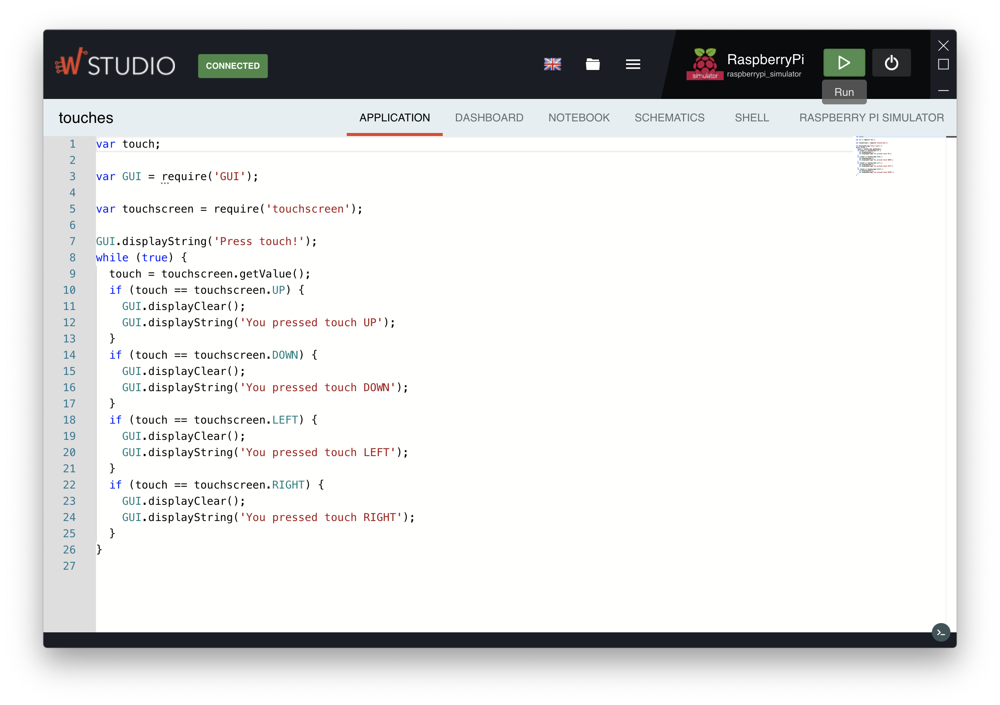 W STUDIO
CONNECTED
simulator
RaspberryPi
raspberrypi_simulator
Run
touches
APPLICATION DASHBOARD NOTEBOOK SCHEMATICS SHELL RASPBERRY PI SIMULATOR
1 var touch;
2
3 var GUI = require('GUI');
4
5 var touchscreen = require('touchscreen');
6
7 GUI.displayString('Press touch!');
8 while (true) {
9   touch = touchscreen.getValue();
10   if (touch == touchscreen.UP) {
11     GUI.displayClear();
12     GUI.displayString('You pressed touch UP');
13   }
14   if (touch == touchscreen.DOWN) {
15     GUI.displayClear();
16     GUI.displayString('You pressed touch DOWN');
17   }
18   if (touch == touchscreen.LEFT) {
19     GUI.displayClear();
20     GUI.displayString('You pressed touch LEFT');
21   }
22   if (touch == touchscreen.RIGHT) {
23     GUI.displayClear();
24     GUI.displayString('You pressed touch RIGHT');
25   }
26 }
27